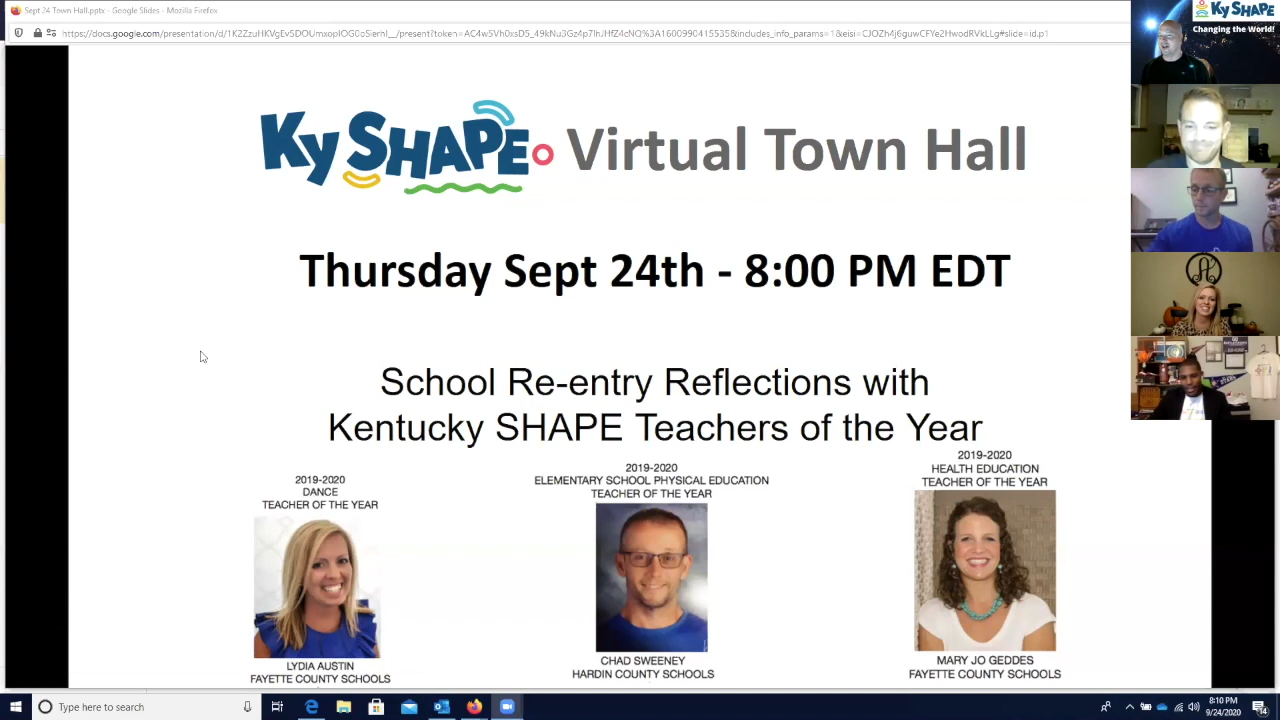 Sept 24 Town Hall.pptx - Google Slides - Mozilla Firefox
Ky SHAPE
Changing the World!
Ky SHAPE Virtual Town Hall
Thursday Sept 24th - 8:00 PM EDT
School Re-entry Reflections with
Kentucky SHAPE Teachers of the Year
2019-2020
DANCE
TEACHER OF THE YEAR
LYDIA AUSTIN
FAYETTE COUNTY SCHOOLS
2019-2020
ELEMENTARY SCHOOL PHYSICAL EDUCATION
TEACHER OF THE YEAR
CHAD SWEENEY
HARDIN COUNTY SCHOOLS
2019-2020
HEALTH EDUCATION
TEACHER OF THE YEAR
MARY JO GEDDES
FAYETTE COUNTY SCHOOLS
Type here to search
8:10 PM
9/24/2020
14